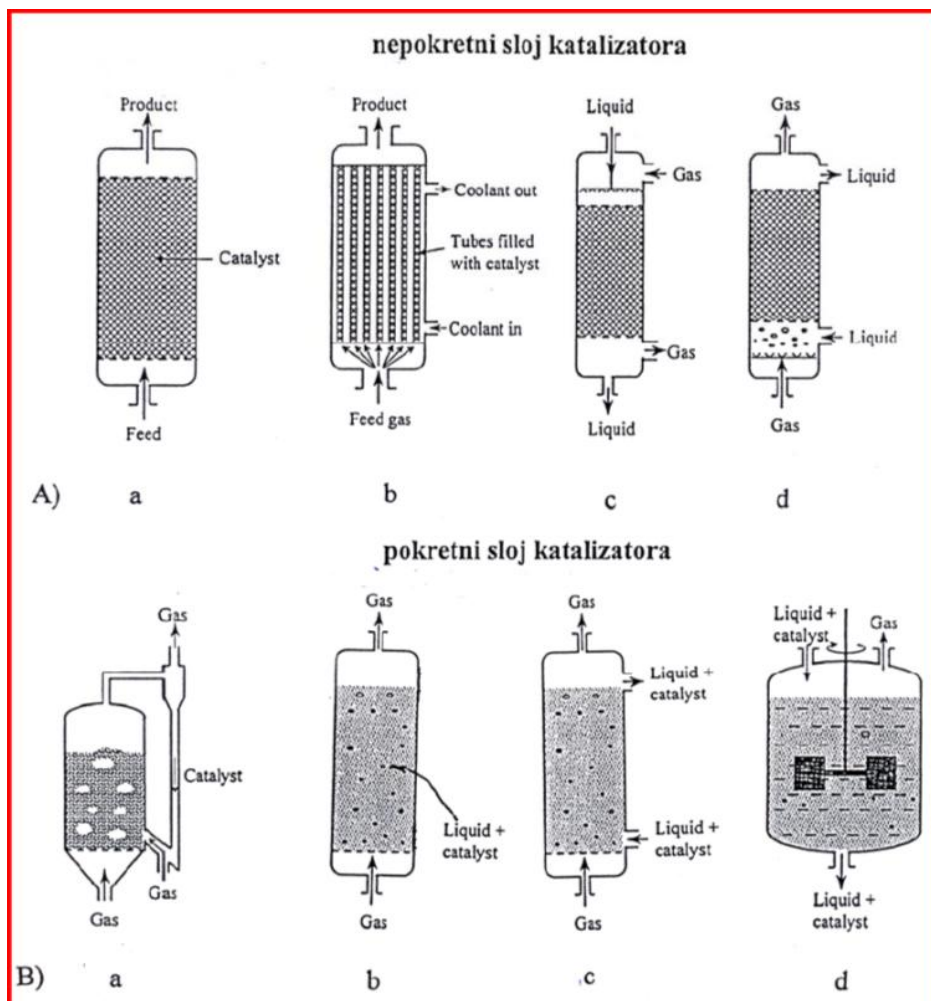 nepokretni sloj katalizatora
Product
Catalyst
Feed
Product
Coolant out
Tubes filled
with catalyst
Coolant in
Feed gas
Liquid
Gas
Gas
Liquid
Gas
Liquid
Liquid
Gas
A)
a
b
c
d
pokretni sloj katalizatora
Gas
Catalyst
Gas
Gas
Gas
Liquid +
catalyst
Gas
Gas
Liquid +
catalyst
Liquid +
catalyst
Gas
Liquid +
catalyst
Gas
Liquid +
catalyst
B)
a
b
c
d